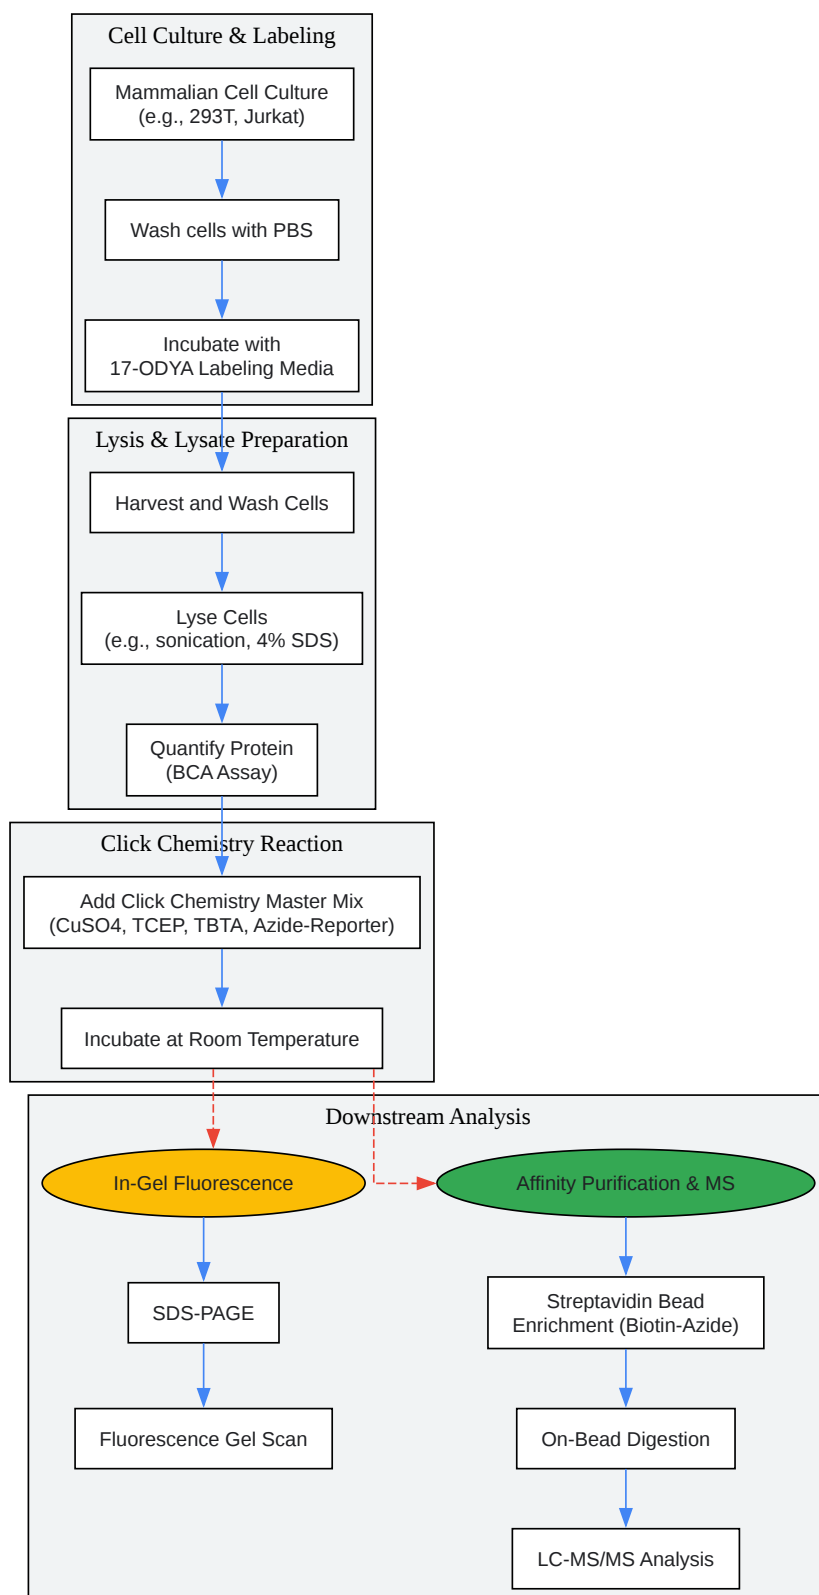 Cell Culture & Labeling
Mammalian Cell Culture
(e.g., 293T, Jurkat)
Wash cells with PBS
Incubate with
17-ODYA Labeling Media
Lysis & Lysate Preparation
Harvest and Wash Cells
Lyse Cells
(e.g., sonication, 4% SDS)
Quantify Protein
(BCA Assay)
Click Chemistry Reaction
Add Click Chemistry Master Mix
(CuSO4, TCEP, TBTA, Azide-Reporter)
Incubate at Room Temperature
Downstream Analysis
In-Gel Fluorescence
SDS-PAGE
Fluorescence Gel Scan
Affinity Purification & MS
Streptavidin Bead
Enrichment (Biotin-Azide)
On-Bead Digestion
LC-MS/MS Analysis